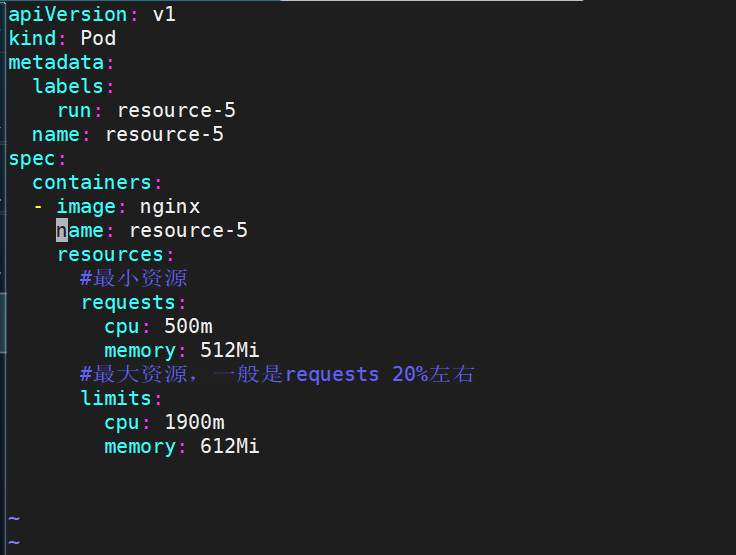 apiVersion: v1
kind: Pod
metadata:
  labels:
    run: resource-5
  name: resource-5
spec:
  containers:
  - image: nginx
    name: resource-5
    resources:
      #最小资源
      requests:
        cpu: 500m
        memory: 512Mi
      #最大资源，一般是requests 20%左右
      limits:
        cpu: 1900m
        memory: 612Mi
~
~